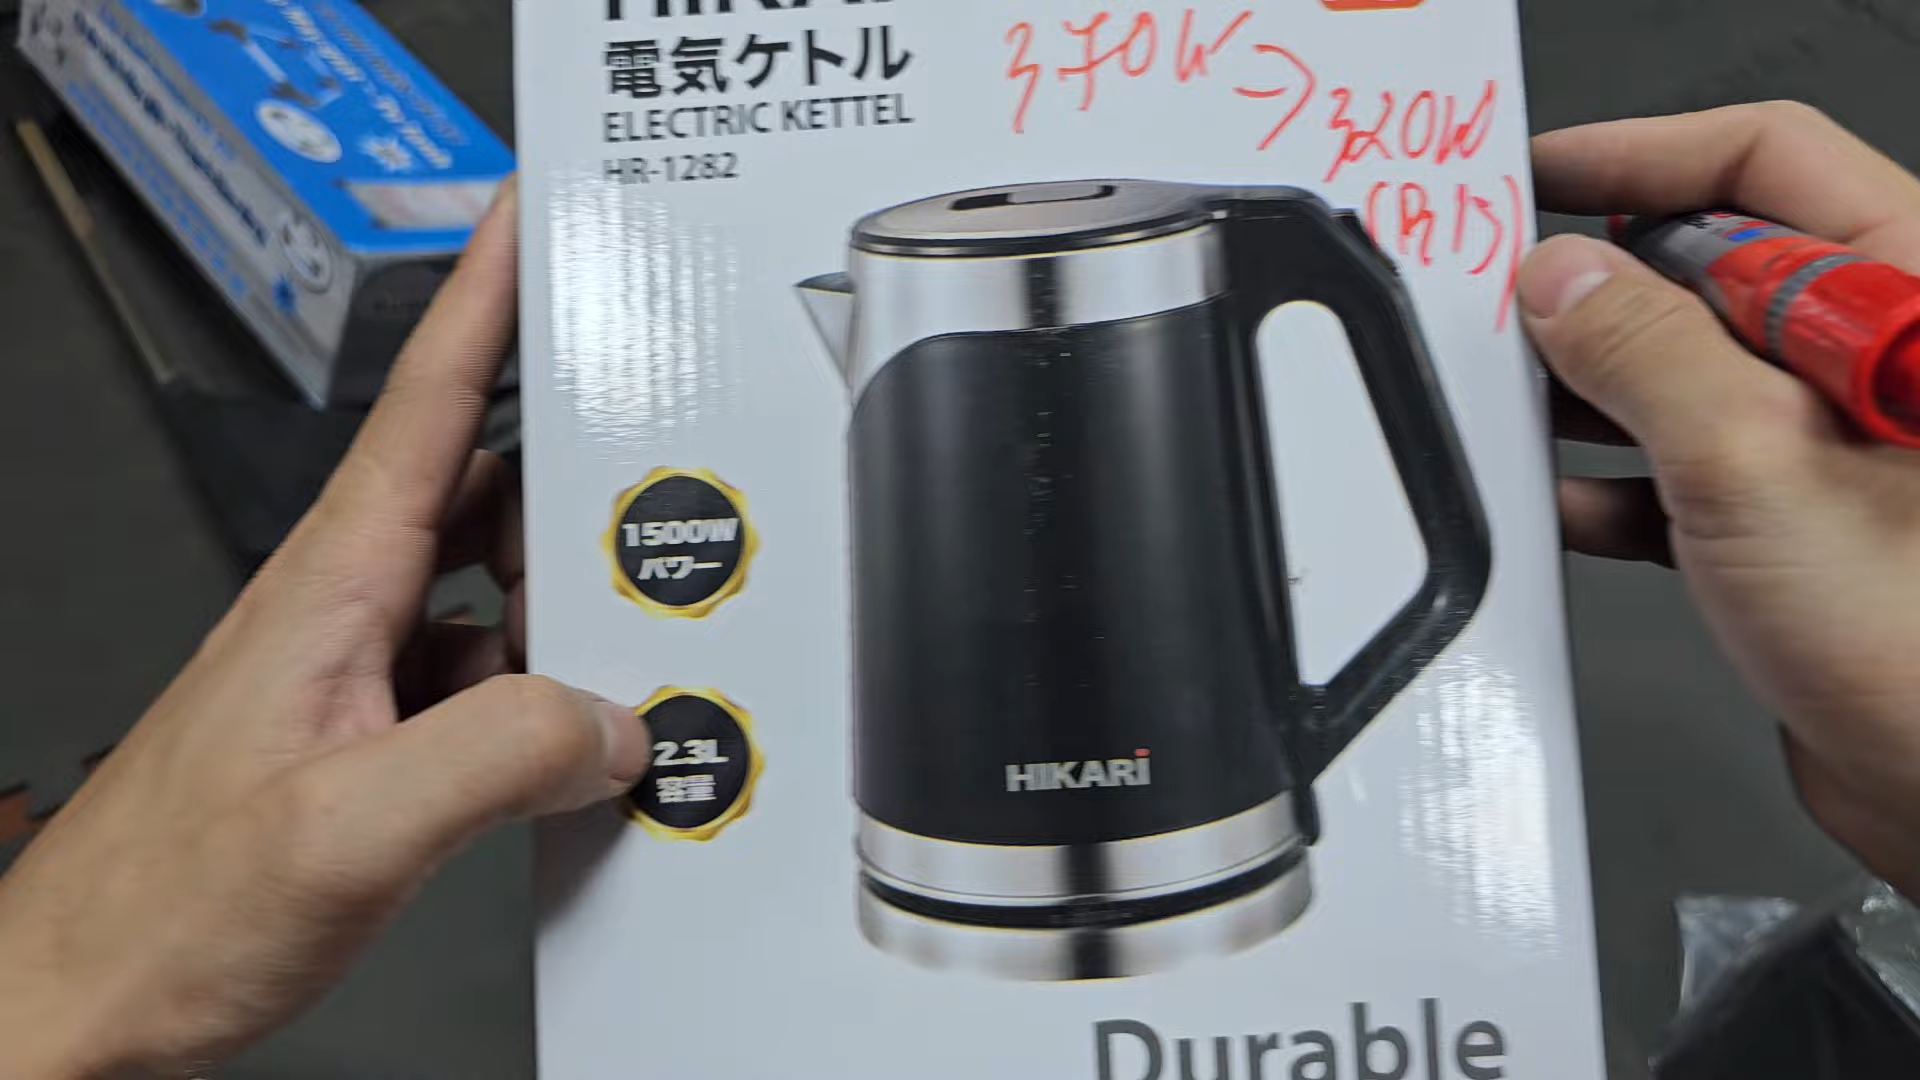 HIKARI
電気ケトル
ELECTRIC KETTEL
HR-1282
370W →
320W
1500W
パワー
2.3L
容量
HIKARI
Durable